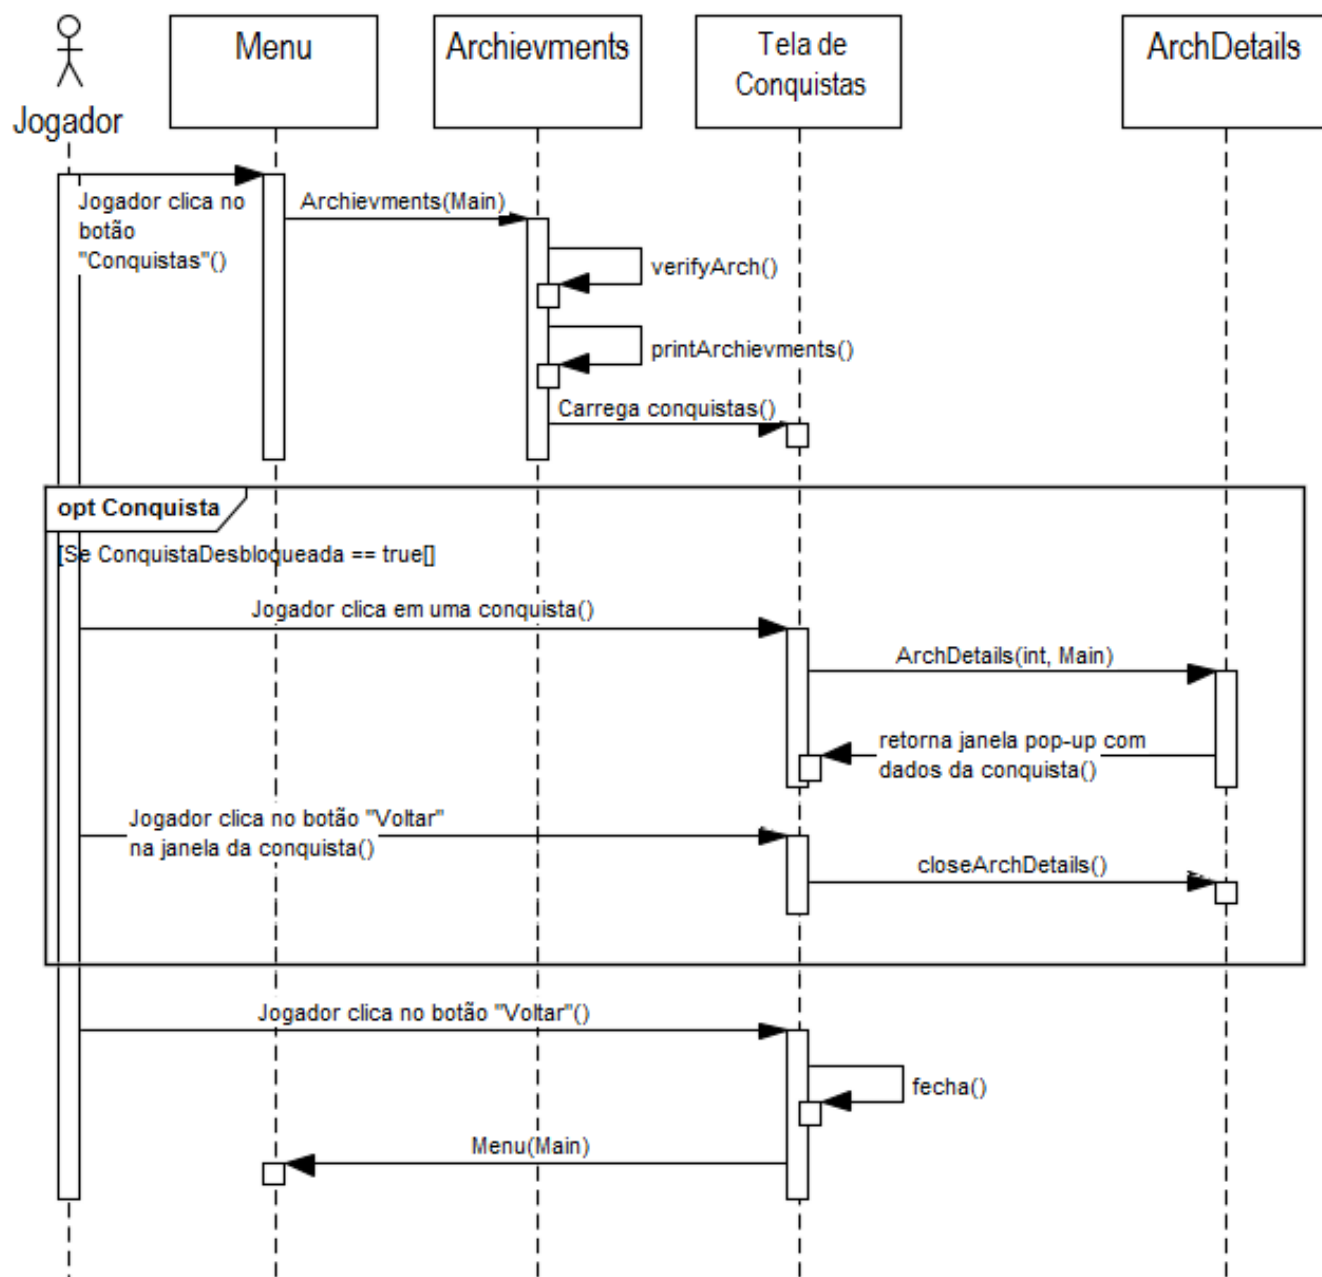 Jogador
Menu
Archievments
Tela de
Conquistas
ArchDetails
Jogador clica no
botão
"Conquistas"()
Archievments(Main)
verifyArch()
printArchievments()
Carrega conquistas()
opt Conquista
[Se ConquistaDesbloqueada == true[]
Jogador clica em uma conquista()
ArchDetails(int, Main)
retorna janela pop-up com
dados da conquista()
Jogador clica no botão "Voltar"
na janela da conquista()
closeArchDetails()
Jogador clica no botão "Voltar"()
fecha()
Menu(Main)